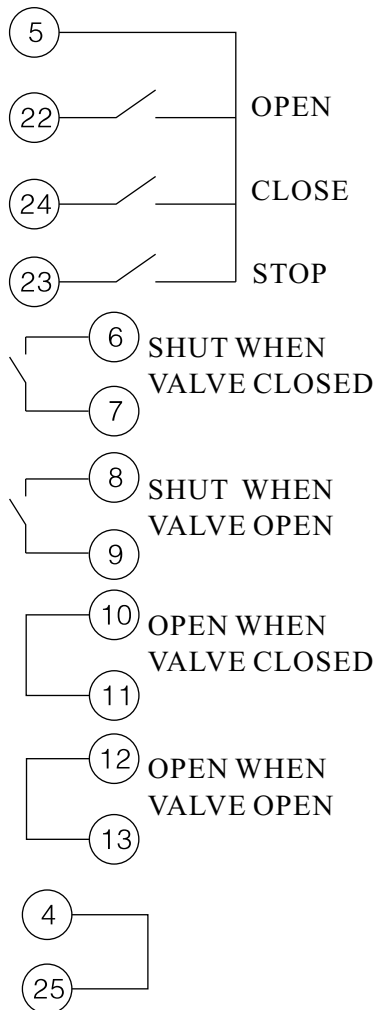 5
22 OPEN
24 CLOSE
23 STOP
6 SHUT WHEN
VALVE CLOSED
7
8 SHUT WHEN
VALVE OPEN
9
10 OPEN WHEN
VALVE CLOSED
11
12 OPEN WHEN
VALVE OPEN
13
4
25